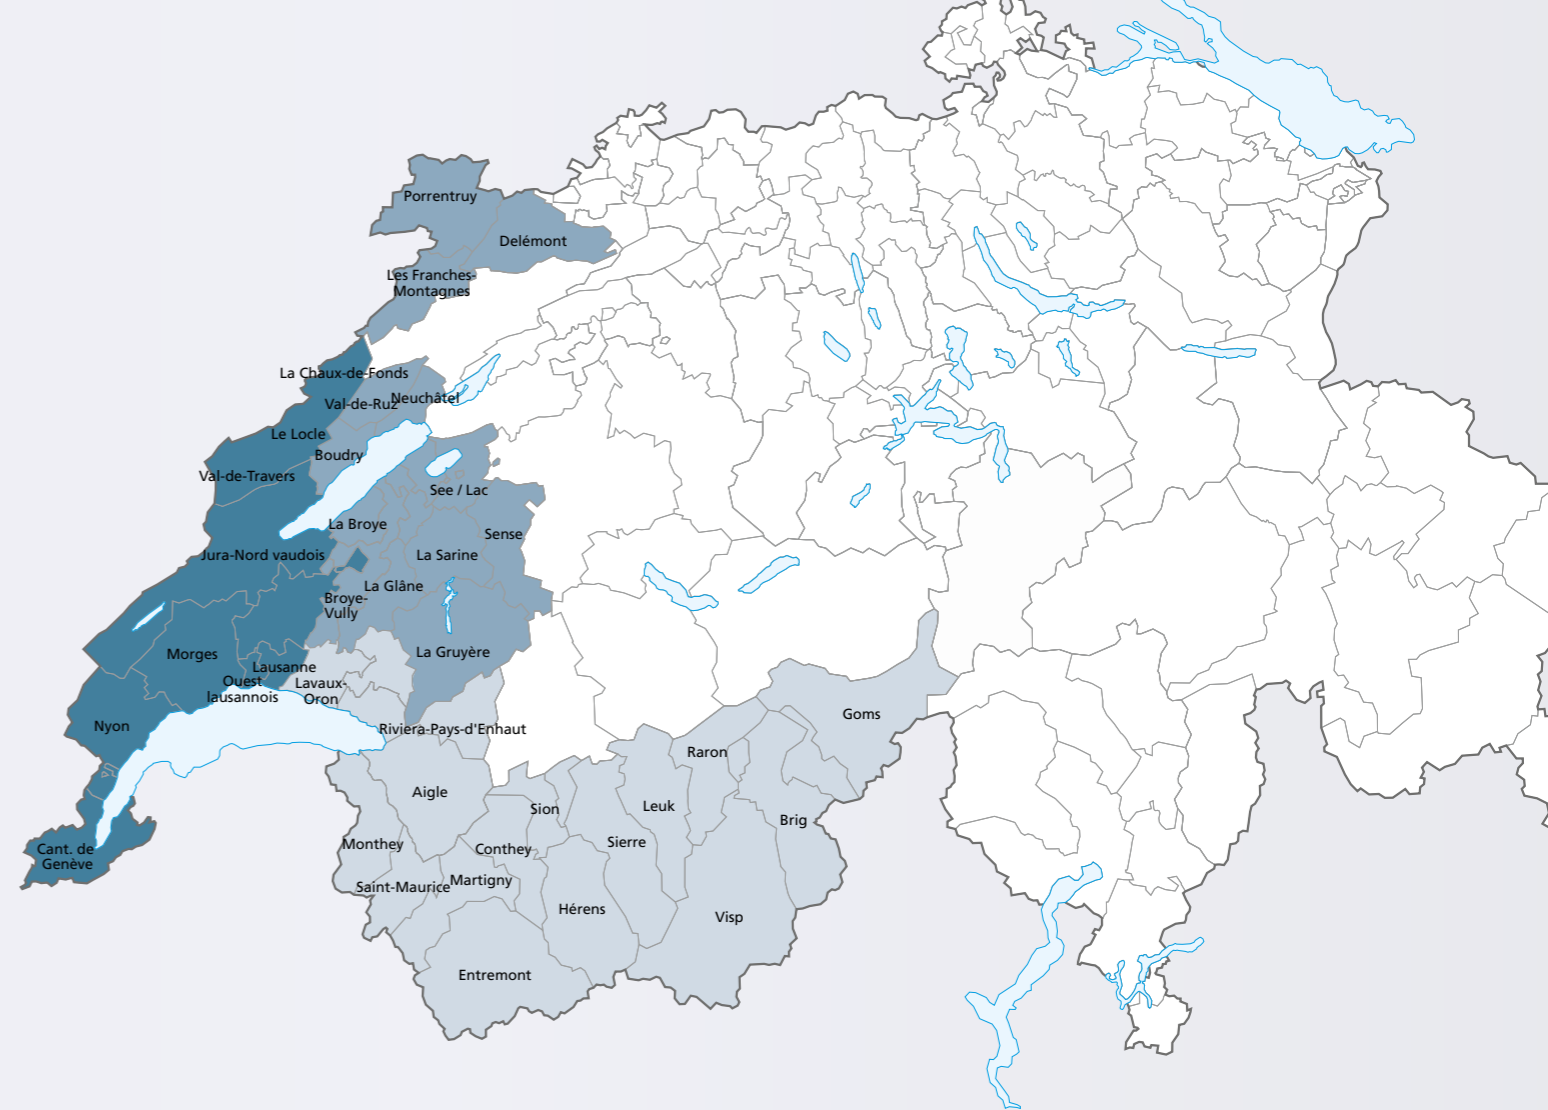 Porrentruy
Delémont
Les Franches-
Montagnes
La Chaux-de-Fonds
Val-de-Ruz
Neuchâtel
Le Locle
Boudry
Val-de-Travers
See / Lac
La Broye
Sense
Jura-Nord vaudois
La Sarine
La Glâne
Broye-
Vully
Morges
La Gruyère
Lausanne
Ouest
lausannois
Lavaux-
Oron
Nyon
Riviera-Pays-d'Enhaut
Goms
Raron
Aigle
Sion
Leuk
Brig
Monthey
Conthey
Sierre
Cant. de
Genève
Saint-Maurice
Martigny
Hérens
Visp
Entremont